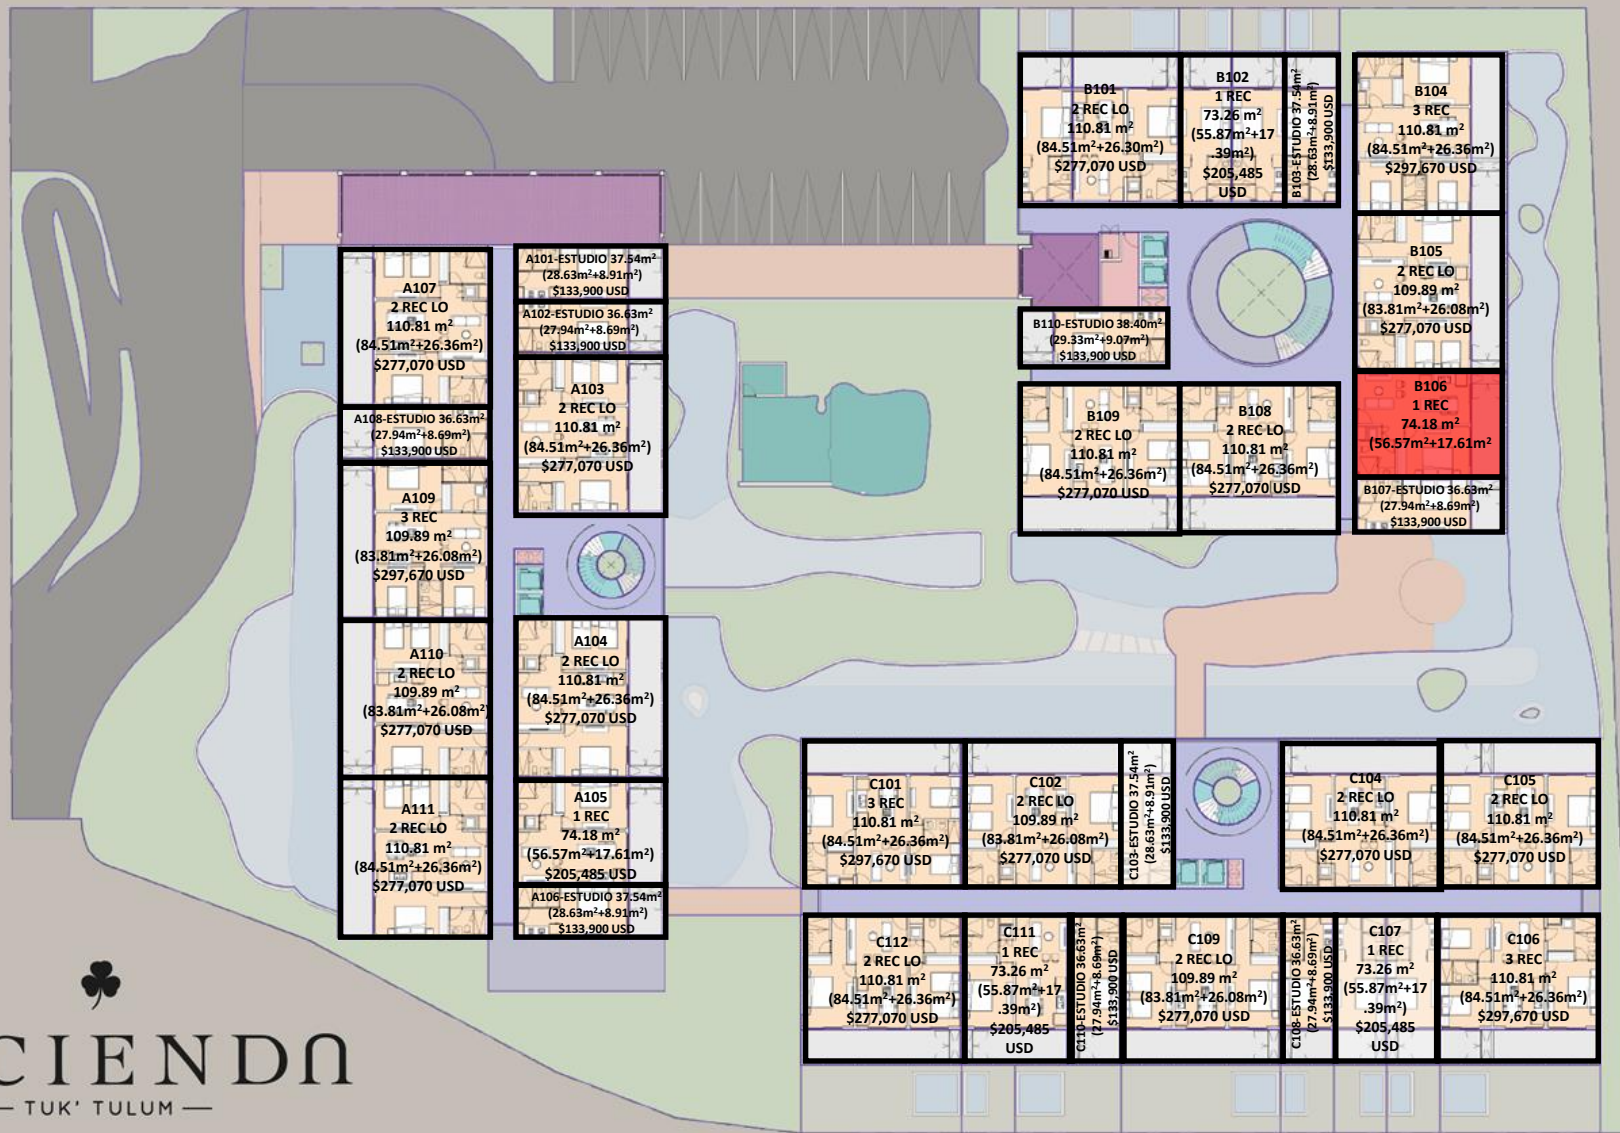 B101
2 REC LO
110.81 m²
(84.51m²+26.30m²)
$277,070 USD
B102
1 REC
73.26 m²
(55.87m²+17
.39m²)
$205,485
USD
B103-ESTUDIO 37.54m²
(28.63m²+8.91m²)
$133,900 USD
B104
3 REC
110.81 m²
(84.51m²+26.36m²)
$297,670 USD
B105
2 REC LO
109.89 m²
(83.81m²+26.08m²)
$277,070 USD
B106
1 REC
74.18 m²
(56.57m²+17.61m²
B107-ESTUDIO 36.63m²
(27.94m²+8.69m²)
$133,900 USD
B110-ESTUDIO 38.40m²
(29.33m²+9.07m²)
$133,900 USD
B109
2 REC LO
110.81 m²
(84.51m²+26.36m²)
$277,070 USD
B108
2 REC LO
110.81 m²
(84.51m²+26.36m²)
$277,070 USD
A107
2 REC LO
110.81 m²
(84.51m²+26.36m²)
$277,070 USD
A108-ESTUDIO 36.63m²
(27.94m²+8.69m²)
$133,900 USD
A109
3 REC
109.89 m²
(83.81m²+26.08m²)
$297,670 USD
A110
2 REC LO
109.89 m²
(83.81m²+26.08m²)
$277,070 USD
A111
2 REC LO
110.81 m²
(84.51m²+26.36m²)
$277,070 USD
A101-ESTUDIO 37.54m²
(28.63m²+8.91m²)
$133,900 USD
A102-ESTUDIO 36.63m²
(27.94m²+8.69m²)
$133,900 USD
A103
2 REC LO
110.81 m²
(84.51m²+26.36m²)
$277,070 USD
A104
2 REC LO
110.81 m²
(84.51m²+26.36m²)
$277,070 USD
A105
1 REC
74.18 m²
(56.57m²+17.61m²)
$205,485 USD
A106-ESTUDIO 37.54m²
(28.63m²+8.91m²)
$133,900 USD
C101
3 REC
110.81 m²
(84.51m²+26.36m²)
$297,670 USD
C102
2 REC LO
109.89 m²
(83.81m²+26.08m²)
$277,070 USD
C103-ESTUDIO 37.54m²
(28.63m²+8.91m²)
$133,900 USD
C104
2 REC LO
110.81 m²
(84.51m²+26.36m²)
$277,070 USD
C105
2 REC LO
110.81 m²
(84.51m²+26.36m²)
$277,070 USD
C112
2 REC LO
110.81 m²
(84.51m²+26.36m²)
$277,070 USD
C111
1 REC
73.26 m²
(55.87m²+17
.39m²)
$205,485
USD
C110-ESTUDIO 36.63m²
(27.94m²+8.69m²)
$133,900 USD
C109
2 REC LO
109.89 m²
(83.81m²+26.08m²)
$277,070 USD
C108-ESTUDIO 36.63m²
(27.94m²+8.69m²)
$133,900 USD
C107
1 REC
73.26 m²
(55.87m²+17
.39m²)
$205,485
USD
C106
3 REC
110.81 m²
(84.51m²+26.36m²)
$297,670 USD
CIENDA
TUK' TULUM